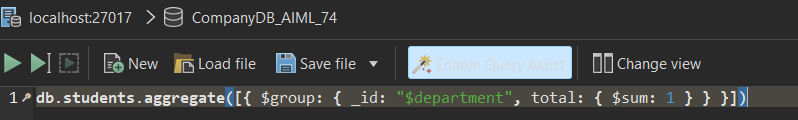 localhost:27017 > CompanyDB_AIML_74
New Load file Save file Enable Query Assist Change view
1 db.students.aggregate([{ $group: { _id: "$department", total: { $sum: 1 } } }])